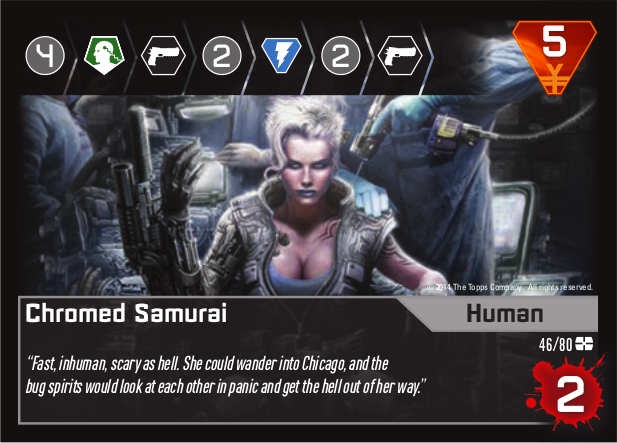 4 2 2 5
¥
© 2014 The Topps Company. All rights reserved.
Chromed Samurai Human
46/80
“Fast, inhuman, scary as hell. She could wander into Chicago, and the
bug spirits would look at each other in panic and get the hell out of her way.”
2